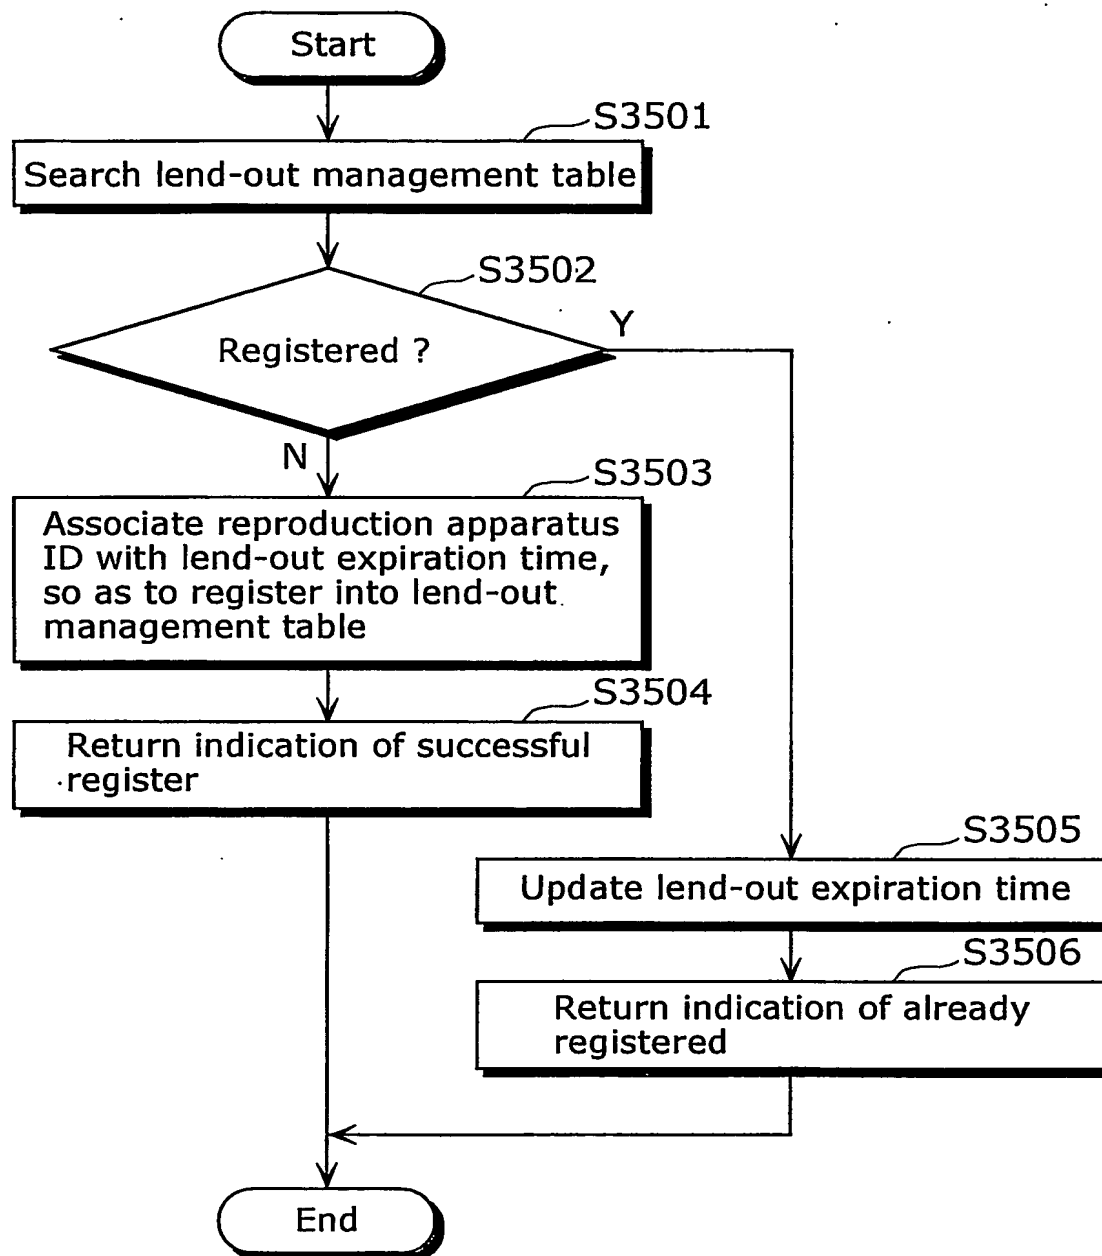 Start
S3501
Search lend-out management table
S3502
Registered ?
Y
N
S3503
Associate reproduction apparatus
ID with lend-out expiration time,
so as to register into lend-out
management table
S3504
Return indication of successful
register
S3505
Update lend-out expiration time
S3506
Return indication of already
registered
End